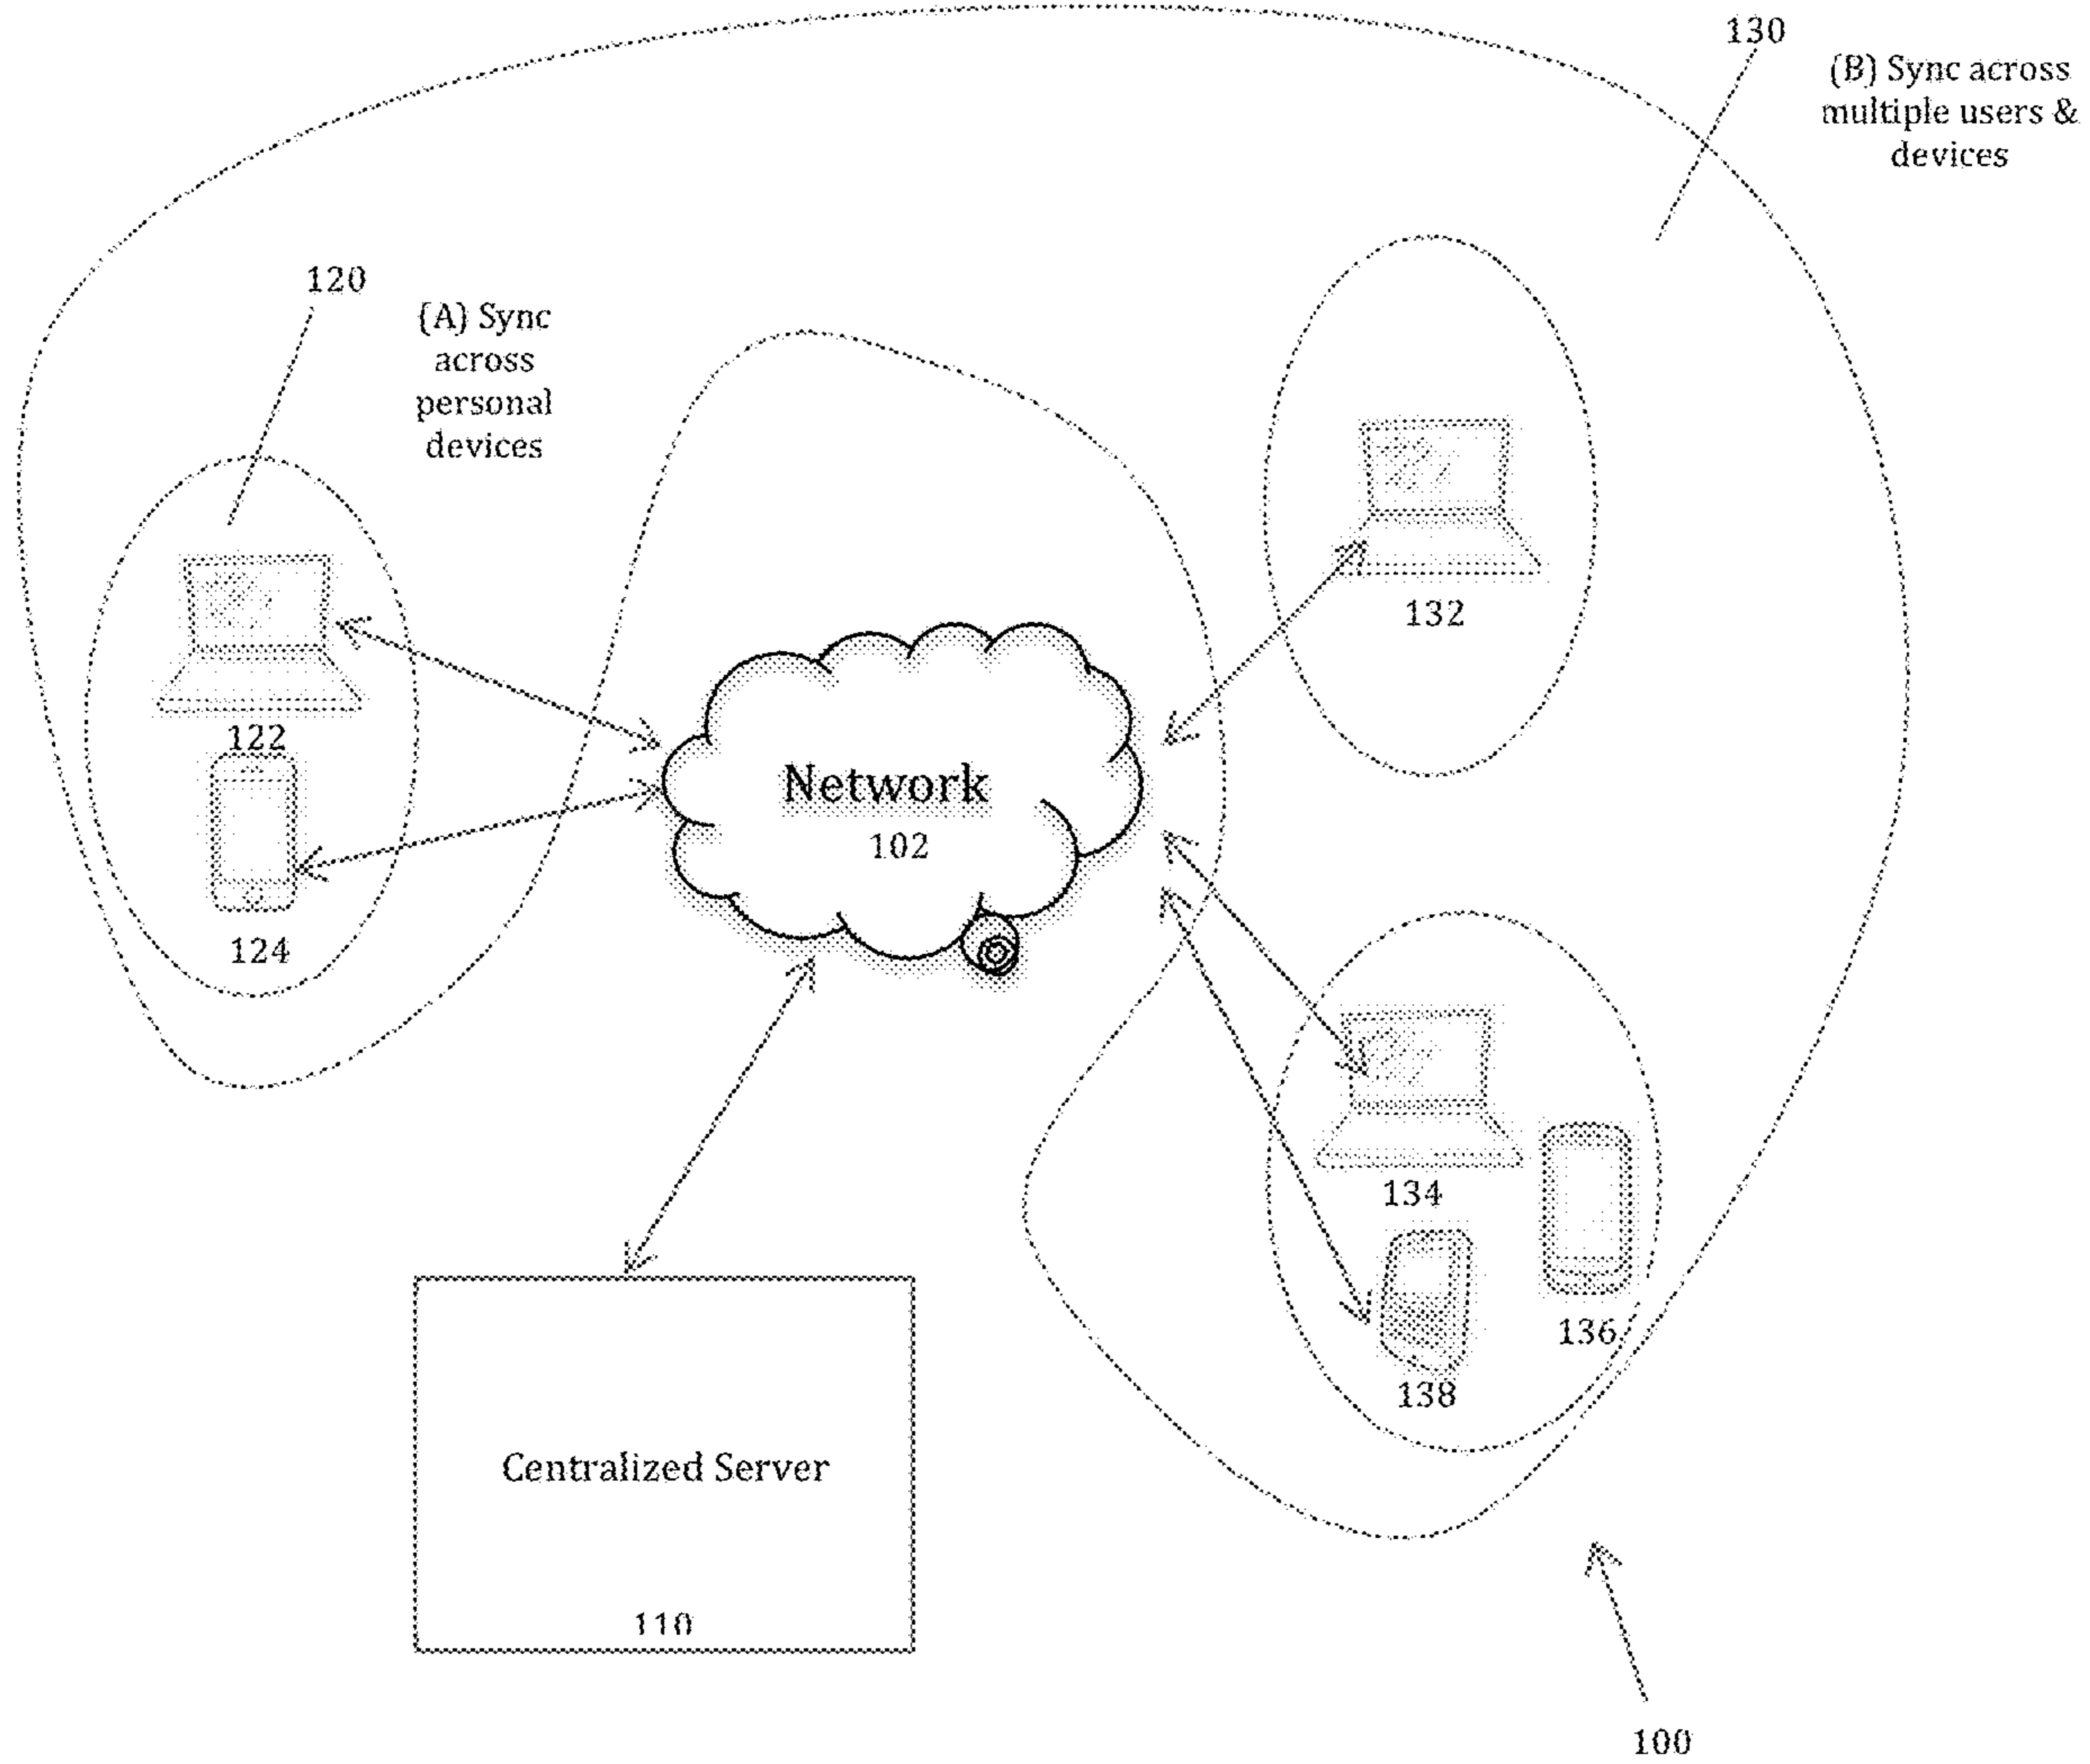 130
(B) Sync across
multiple users &
devices
120
(A) Sync
across
personal
devices
132
122
Network
102
124
134
136
138
Centralized Server
110
100